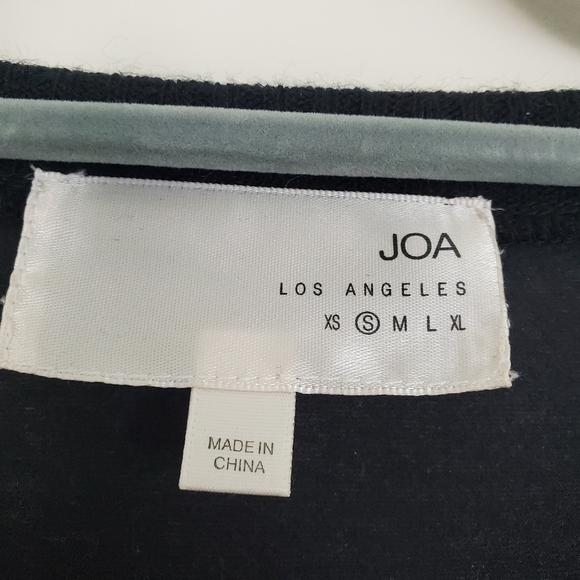 JOA
LOS ANGELES
XS Ⓢ M L XL
MADE IN
CHINA